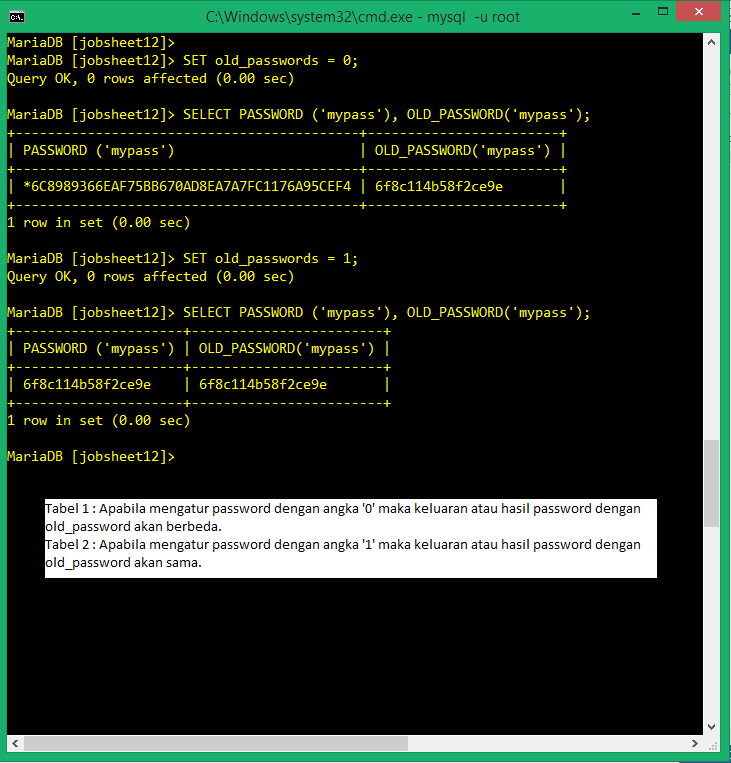 C:\Windows\system32\cmd.exe - mysql -u root
MariaDB [jobsheet12]>
MariaDB [jobsheet12]> SET old_passwords = 0;
Query OK, 0 rows affected (0.00 sec)
MariaDB [jobsheet12]> SELECT PASSWORD ('mypass'), OLD_PASSWORD('mypass');
+-------------------------------------------+------------------------+
| PASSWORD ('mypass')                       | OLD_PASSWORD('mypass') |
+-------------------------------------------+------------------------+
| *6C8989366EAF75BB670AD8EA7A7FC1176A95CEF4 | 6f8c114b58f2ce9e       |
+-------------------------------------------+------------------------+
1 row in set (0.00 sec)
MariaDB [jobsheet12]> SET old_passwords = 1;
Query OK, 0 rows affected (0.00 sec)
MariaDB [jobsheet12]> SELECT PASSWORD ('mypass'), OLD_PASSWORD('mypass');
+---------------------+------------------------+
| PASSWORD ('mypass') | OLD_PASSWORD('mypass') |
+---------------------+------------------------+
| 6f8c114b58f2ce9e    | 6f8c114b58f2ce9e       |
+---------------------+------------------------+
1 row in set (0.00 sec)
MariaDB [jobsheet12]>
Tabel 1 : Apabila mengatur password dengan angka '0' maka keluaran atau hasil password dengan
old_password akan berbeda.
Tabel 2 : Apabila mengatur password dengan angka '1' maka keluaran atau hasil password dengan
old_password akan sama.